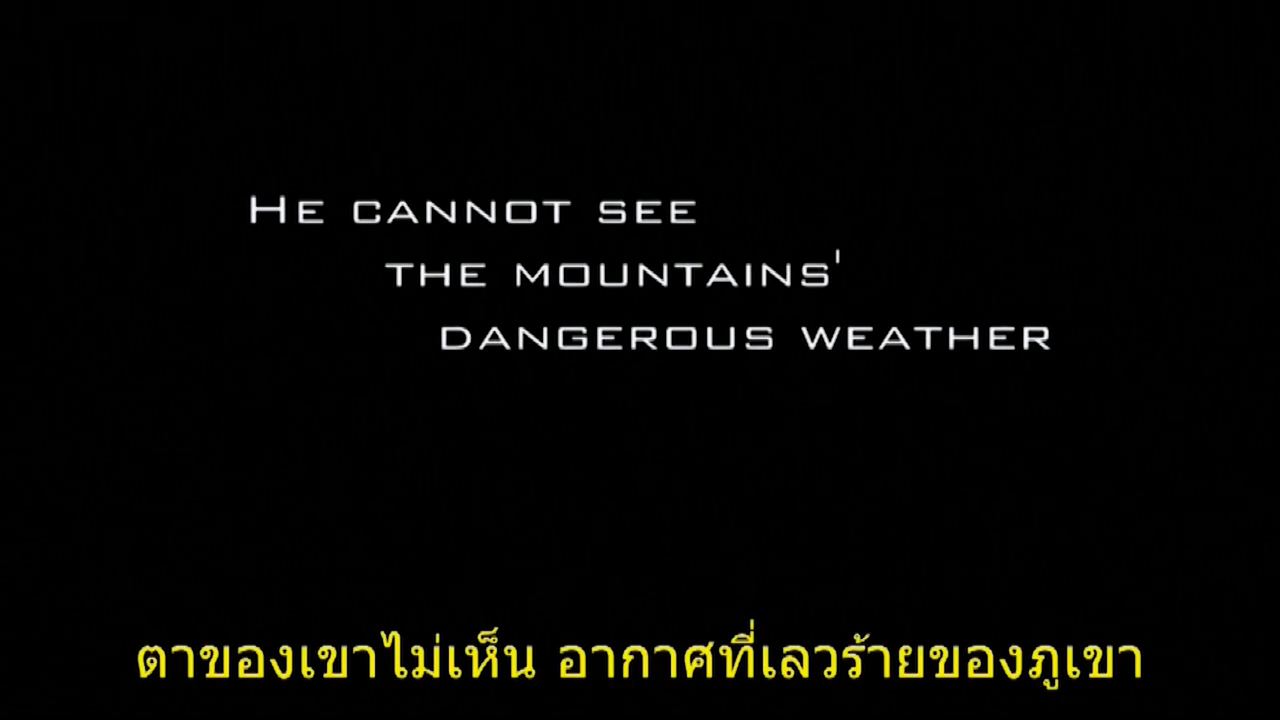 He cannot see
the mountains'
dangerous weather
ตาของเขาไม่เห็น อากาศที่เลวร้ายของภูเขา